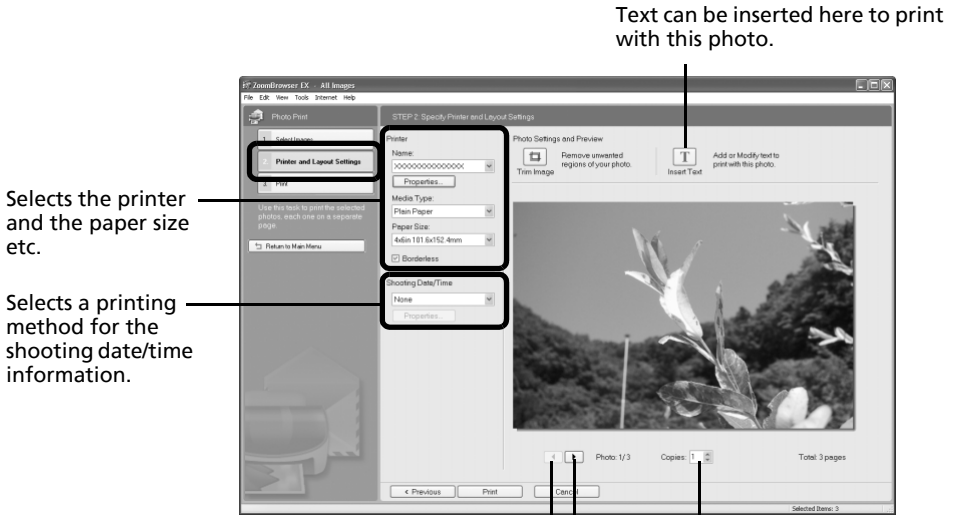 Text can be inserted here to print
with this photo.
ZoomBrowser EX - All Images
File Edit View Tools Internet Help
Photo Print
STEP 2: Specify Printer and Layout Settings
1 Select Images
2 Printer and Layout Settings
3 Print
Use this task to print the selected
photos, each one on a separate
page.
Return to Main Menu
Printer
Name:
XXXXXXXXXXXXXX
Properties...
Media Type:
Plain Paper
Paper Size:
4x6in 101.6x152.4mm
Borderless
Shooting Date/Time
None
Properties...
Photo Settings and Preview
Trim Image
Remove unwanted
regions of your photo.
T
Insert Text
Add or Modify text to
print with this photo.
Selects the printer
and the paper size
etc.
Selects a printing
method for the
shooting date/time
information.
Photo: 1/3
Copies: 1
Total: 3 pages
< Previous
Print
Cancel
Selected Items: 3